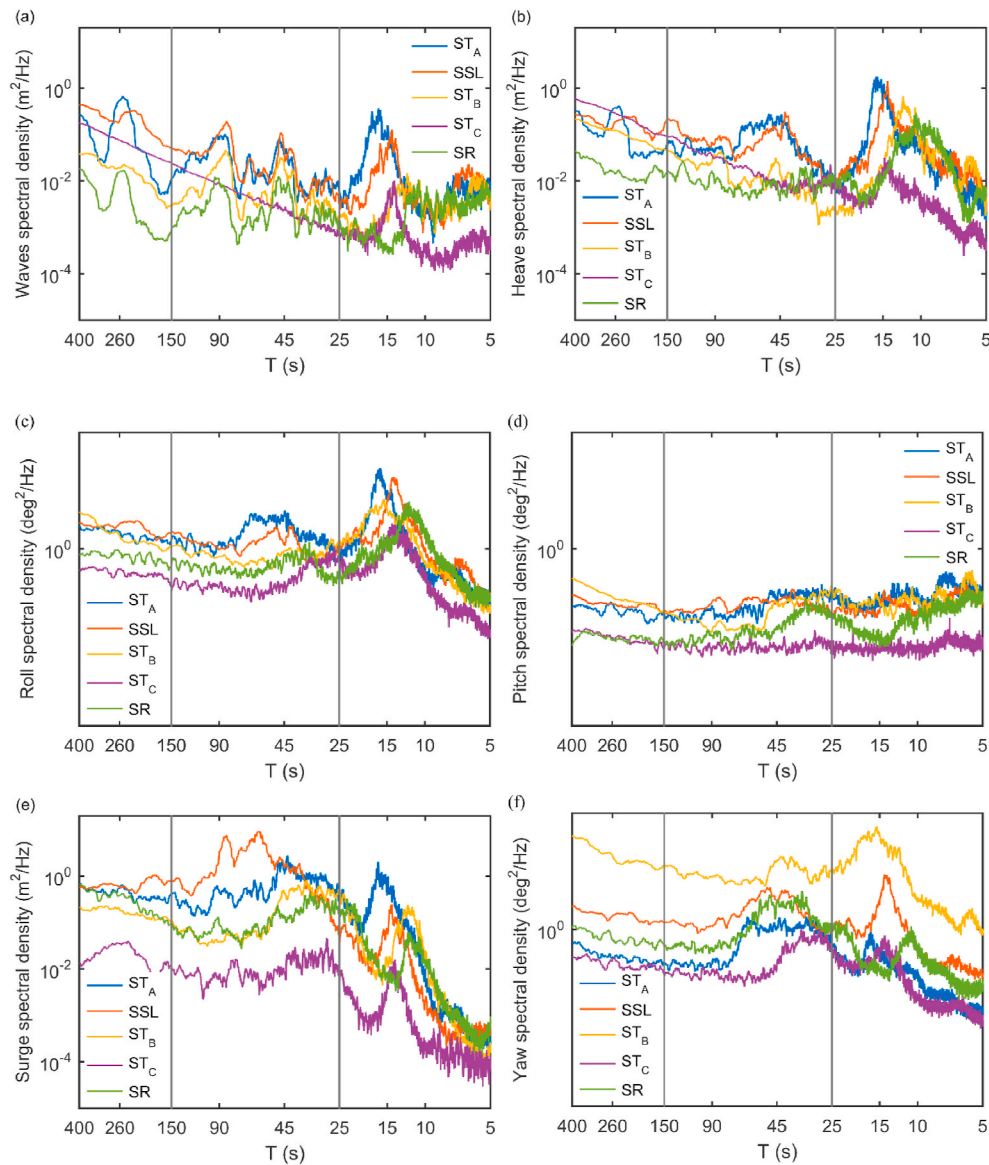 (a)
Waves spectral density (m²/Hz)
10⁰
10⁻²
10⁻⁴
ST_A
SSL
ST_B
ST_C
SR
400 260 150 90 45 25 15 10 5
T (s)
(b)
Heave spectral density (m²/Hz)
10⁰
10⁻²
10⁻⁴
ST_A
SSL
ST_B
ST_C
SR
400 260 150 90 45 25 15 10 5
T (s)
(c)
Roll spectral density (deg²/Hz)
10⁰
ST_A
SSL
ST_B
ST_C
SR
400 260 150 90 45 25 15 10 5
T (s)
(d)
Pitch spectral density (deg²/Hz)
10⁰
ST_A
SSL
ST_B
ST_C
SR
400 260 150 90 45 25 15 10 5
T (s)
(e)
Surge spectral density (m²/Hz)
10⁰
10⁻²
10⁻⁴
ST_A
SSL
ST_B
ST_C
SR
400 260 150 90 45 25 15 10 5
T (s)
(f)
Yaw spectral density (deg²/Hz)
10⁰
ST_A
SSL
ST_B
ST_C
SR
400 260 150 90 45 25 15 10 5
T (s)